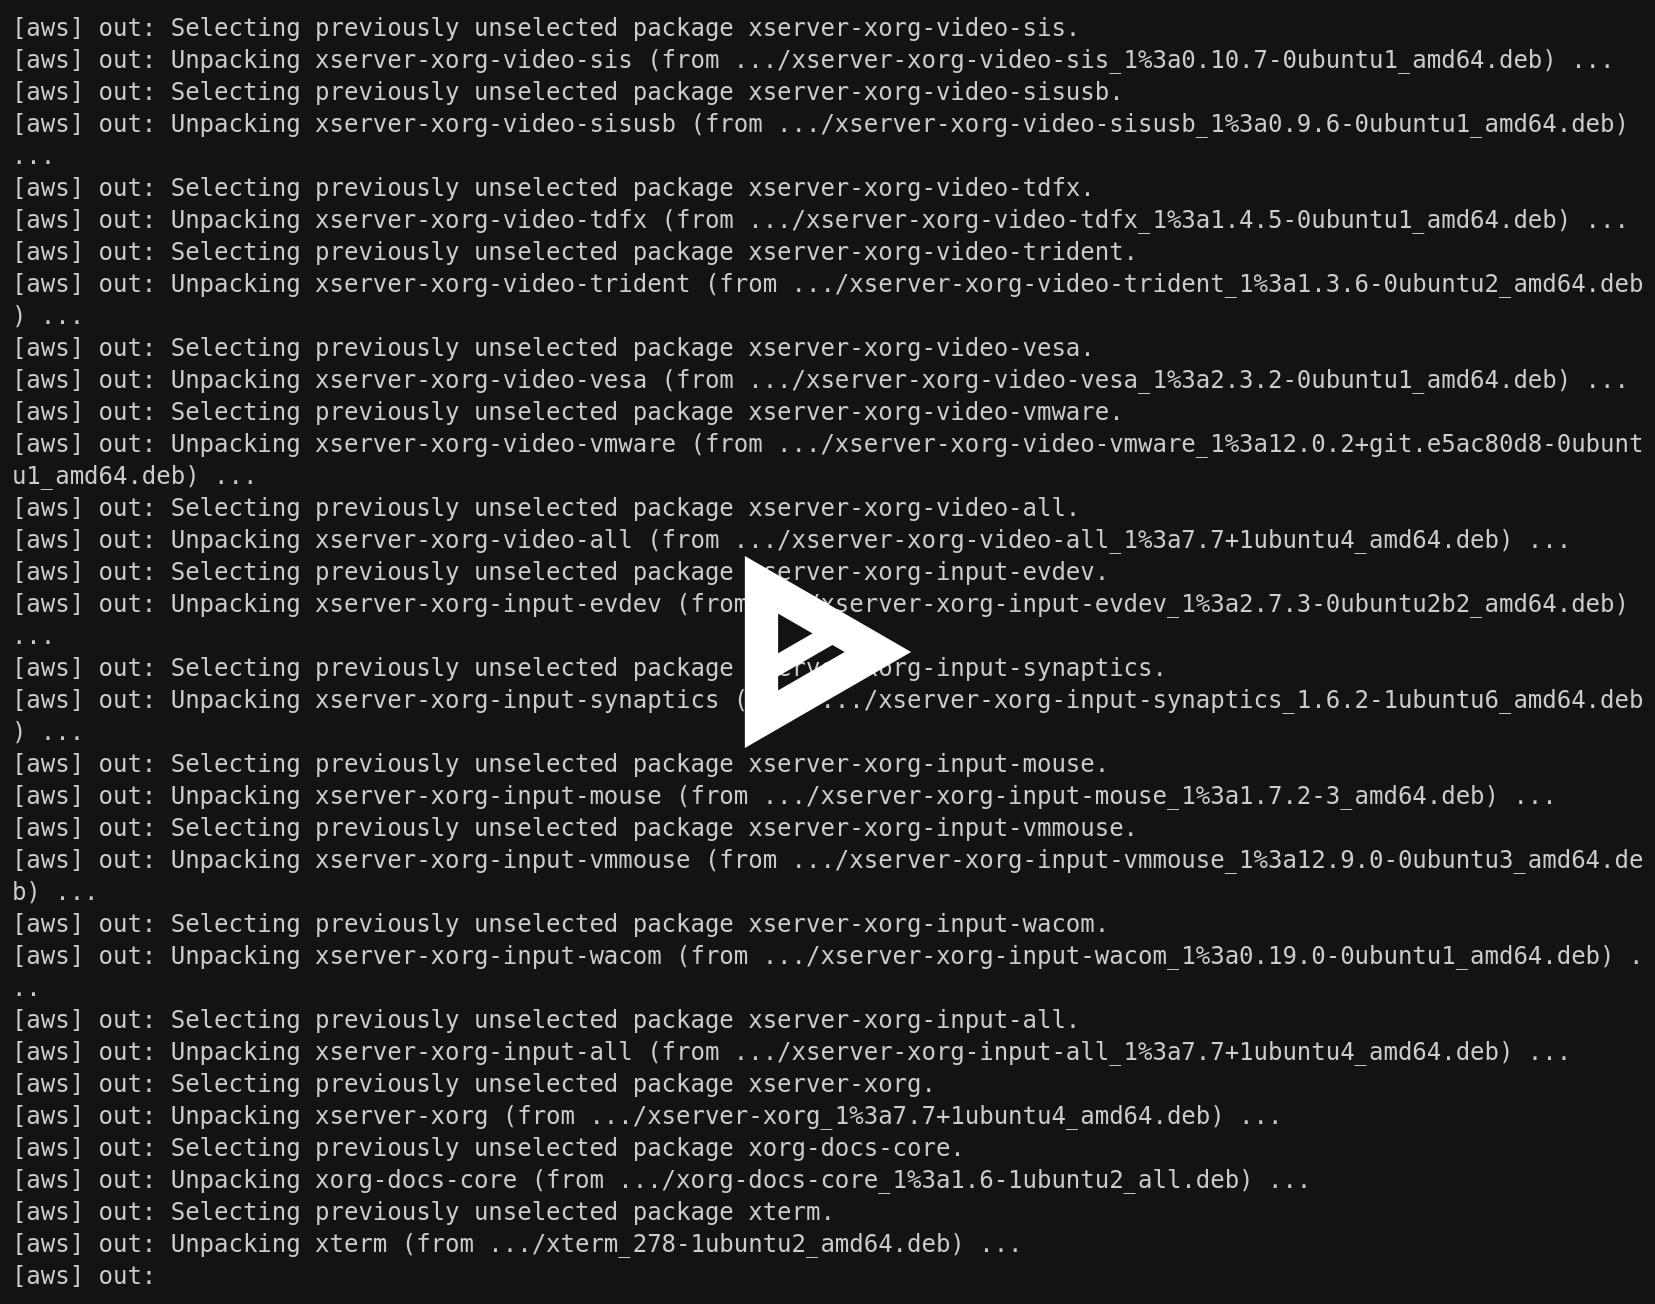 [aws] out: Selecting previously unselected package xserver-xorg-video-sis.
[aws] out: Unpacking xserver-xorg-video-sis (from .../xserver-xorg-video-sis_1%3a0.10.7-0ubuntu1_amd64.deb) ...
[aws] out: Selecting previously unselected package xserver-xorg-video-sisusb.
[aws] out: Unpacking xserver-xorg-video-sisusb (from .../xserver-xorg-video-sisusb_1%3a0.9.6-0ubuntu1_amd64.deb)
...
[aws] out: Selecting previously unselected package xserver-xorg-video-tdfx.
[aws] out: Unpacking xserver-xorg-video-tdfx (from .../xserver-xorg-video-tdfx_1%3a1.4.5-0ubuntu1_amd64.deb) ...
[aws] out: Selecting previously unselected package xserver-xorg-video-trident.
[aws] out: Unpacking xserver-xorg-video-trident (from .../xserver-xorg-video-trident_1%3a1.3.6-0ubuntu2_amd64.deb
) ...
[aws] out: Selecting previously unselected package xserver-xorg-video-vesa.
[aws] out: Unpacking xserver-xorg-video-vesa (from .../xserver-xorg-video-vesa_1%3a2.3.2-0ubuntu1_amd64.deb) ...
[aws] out: Selecting previously unselected package xserver-xorg-video-vmware.
[aws] out: Unpacking xserver-xorg-video-vmware (from .../xserver-xorg-video-vmware_1%3a12.0.2+git.e5ac80d8-0ubunt
u1_amd64.deb) ...
[aws] out: Selecting previously unselected package xserver-xorg-video-all.
[aws] out: Unpacking xserver-xorg-video-all (from .../xserver-xorg-video-all_1%3a7.7+1ubuntu4_amd64.deb) ...
[aws] out: Selecting previously unselected package server-xorg-input-evdev.
[aws] out: Unpacking xserver-xorg-input-evdev (from /xserver-xorg-input-evdev_1%3a2.7.3-0ubuntu2b2_amd64.deb)
...
[aws] out: Selecting previously unselected package org-input-synaptics.
[aws] out: Unpacking xserver-xorg-input-synaptics ( .../xserver-xorg-input-synaptics_1.6.2-1ubuntu6_amd64.deb
) ...
[aws] out: Selecting previously unselected package xserver-xorg-input-mouse.
[aws] out: Unpacking xserver-xorg-input-mouse (from .../xserver-xorg-input-mouse_1%3a1.7.2-3_amd64.deb) ...
[aws] out: Selecting previously unselected package xserver-xorg-input-vmmouse.
[aws] out: Unpacking xserver-xorg-input-vmmouse (from .../xserver-xorg-input-vmmouse_1%3a12.9.0-0ubuntu3_amd64.de
b) ...
[aws] out: Selecting previously unselected package xserver-xorg-input-wacom.
[aws] out: Unpacking xserver-xorg-input-wacom (from .../xserver-xorg-input-wacom_1%3a0.19.0-0ubuntu1_amd64.deb) .
..
[aws] out: Selecting previously unselected package xserver-xorg-input-all.
[aws] out: Unpacking xserver-xorg-input-all (from .../xserver-xorg-input-all_1%3a7.7+1ubuntu4_amd64.deb) ...
[aws] out: Selecting previously unselected package xserver-xorg.
[aws] out: Unpacking xserver-xorg (from .../xserver-xorg_1%3a7.7+1ubuntu4_amd64.deb) ...
[aws] out: Selecting previously unselected package xorg-docs-core.
[aws] out: Unpacking xorg-docs-core (from .../xorg-docs-core_1%3a1.6-1ubuntu2_all.deb) ...
[aws] out: Selecting previously unselected package xterm.
[aws] out: Unpacking xterm (from .../xterm_278-1ubuntu2_amd64.deb) ...
[aws] out: